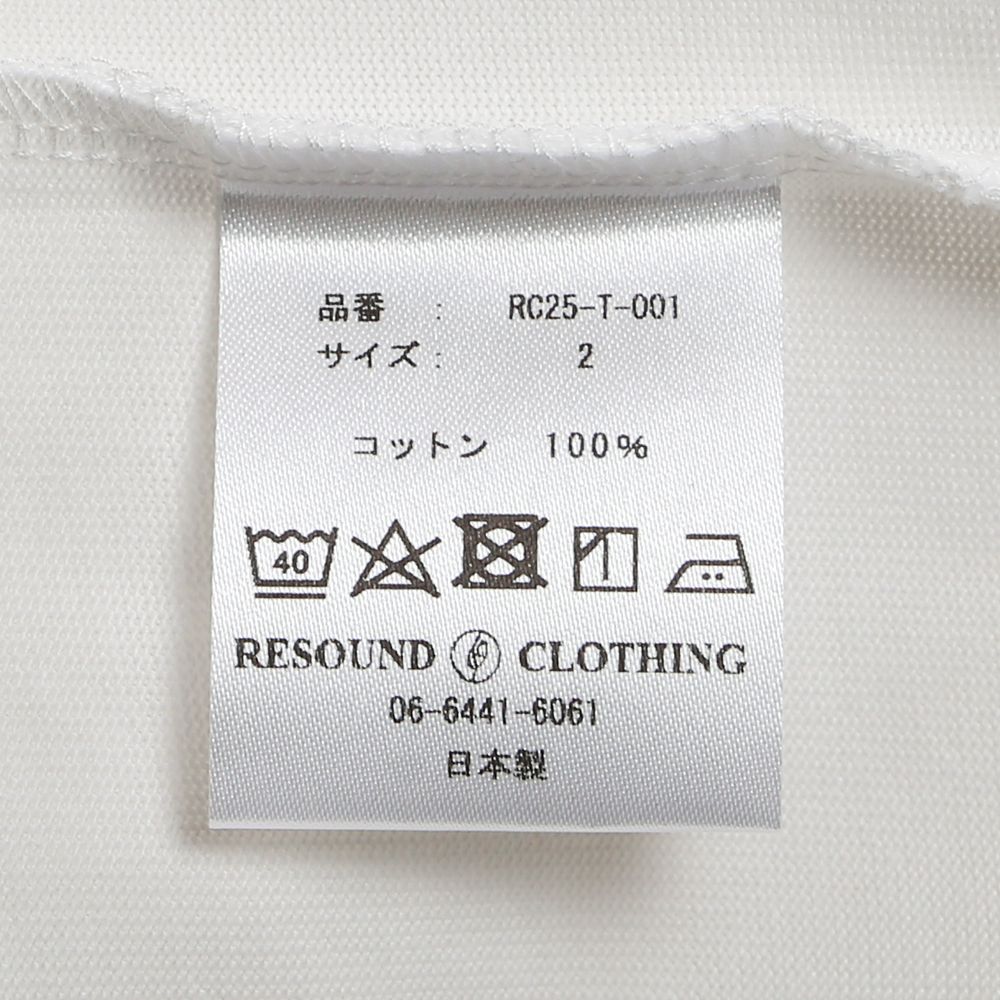 品番 : RC25-T-001
サイズ: 2
コットン 100%
40
RESOUND CLOTHING
06-6441-6061
日本製